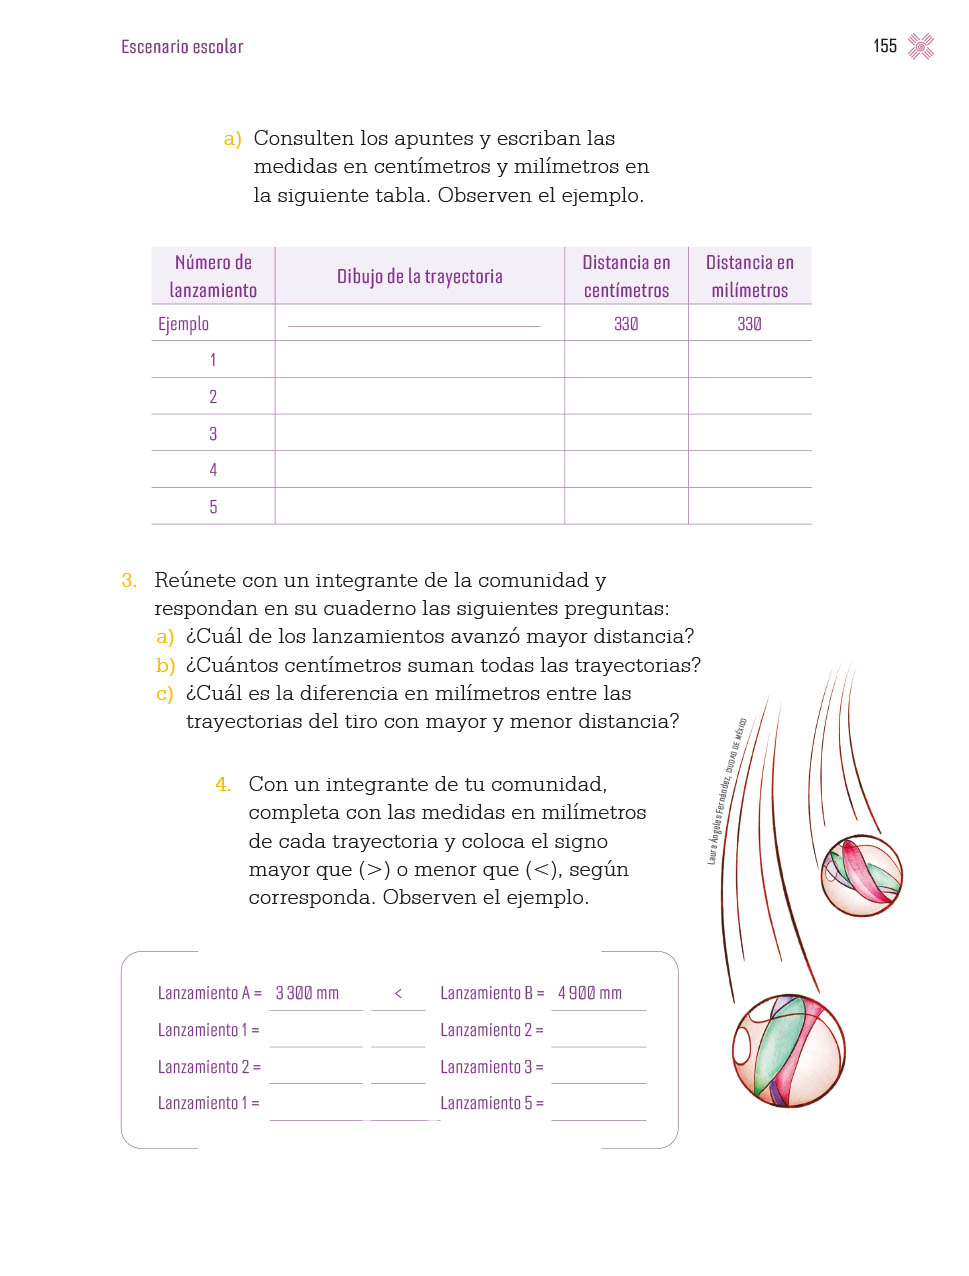 Escenario escolar
155
a) Consulten los apuntes y escriban las
medidas en centímetros y milímetros en
la siguiente tabla. Observen el ejemplo.
Número de lanzamiento Dibujo de la trayectoria Distancia en centímetros Distancia en milímetros
Ejemplo 330 330
1
2
3
4
5
3. Reúnete con un integrante de la comunidad y
respondan en su cuaderno las siguientes preguntas:
a) ¿Cuál de los lanzamientos avanzó mayor distancia?
b) ¿Cuántos centímetros suman todas las trayectorias?
c) ¿Cuál es la diferencia en milímetros entre las
trayectorias del tiro con mayor y menor distancia?
4. Con un integrante de tu comunidad,
completa con las medidas en milímetros
de cada trayectoria y coloca el signo
mayor que (>) o menor que (<), según
corresponda. Observen el ejemplo.
Laura Ángeles Fernández, CIUDAD DE MÉXICO
Lanzamiento A = 3 300 mm < Lanzamiento B = 4 900 mm
Lanzamiento 1 = Lanzamiento 2 =
Lanzamiento 2 = Lanzamiento 3 =
Lanzamiento 1 = Lanzamiento 5 =